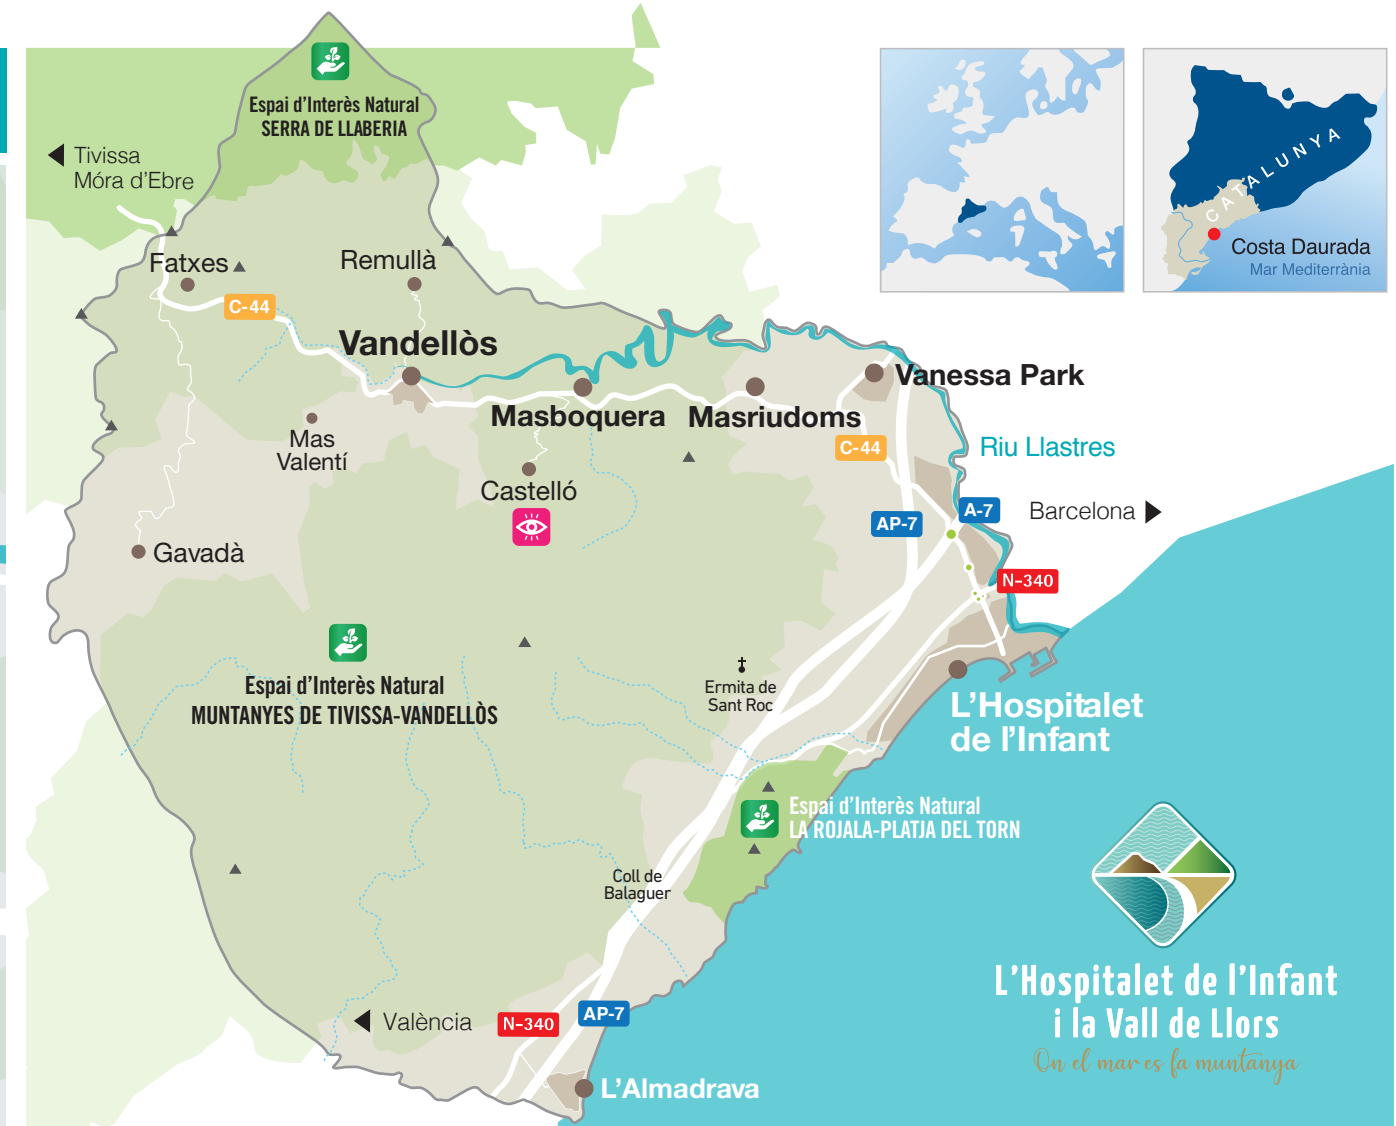 Espai d'Interès Natural
SERRA DE LLABERIA
Tivissa
Móra d'Ebre
CATALUNYA
Costa Daurada
Mar Mediterrània
Fatxes
Remullà
C-44
Vandellòs
Vanessa Park
Masboquera
Masriudoms
Mas
Valentí
C-44
Riu Llastres
Castelló
AP-7
A-7
Barcelona
Gavadà
N-340
Espai d'Interès Natural
MUNTANYES DE TIVISSA-VANDELLÒS
Ermita de
Sant Roc
L'Hospitalet
de l'Infant
Espai d'Interès Natural
LA ROJALA-PLATJA DEL TORN
Coll de
Balaguer
L'Hospitalet de l'Infant
i la Vall de Llors
On el mar es fa muntanya
València
N-340
AP-7
L'Almadrava